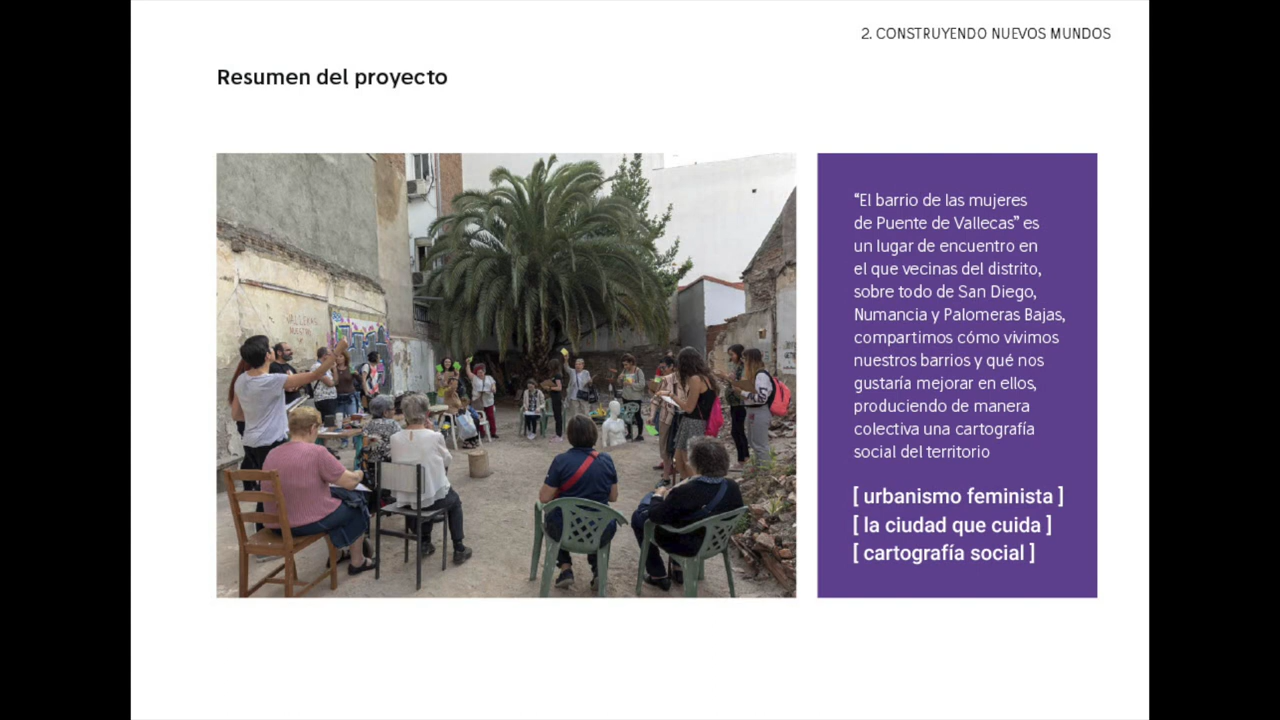 2. CONSTRUYENDO NUEVOS MUNDOS
Resumen del proyecto
“El barrio de las mujeres
de Puente de Vallecas” es
un lugar de encuentro en
el que vecinas del distrito,
sobre todo de San Diego,
Numancia y Palomeras Bajas,
compartimos cómo vivimos
nuestros barrios y qué nos
gustaría mejorar en ellos,
produciendo de manera
colectiva una cartografía
social del territorio
[ urbanismo feminista ]
[ la ciudad que cuida ]
[ cartografía social ]